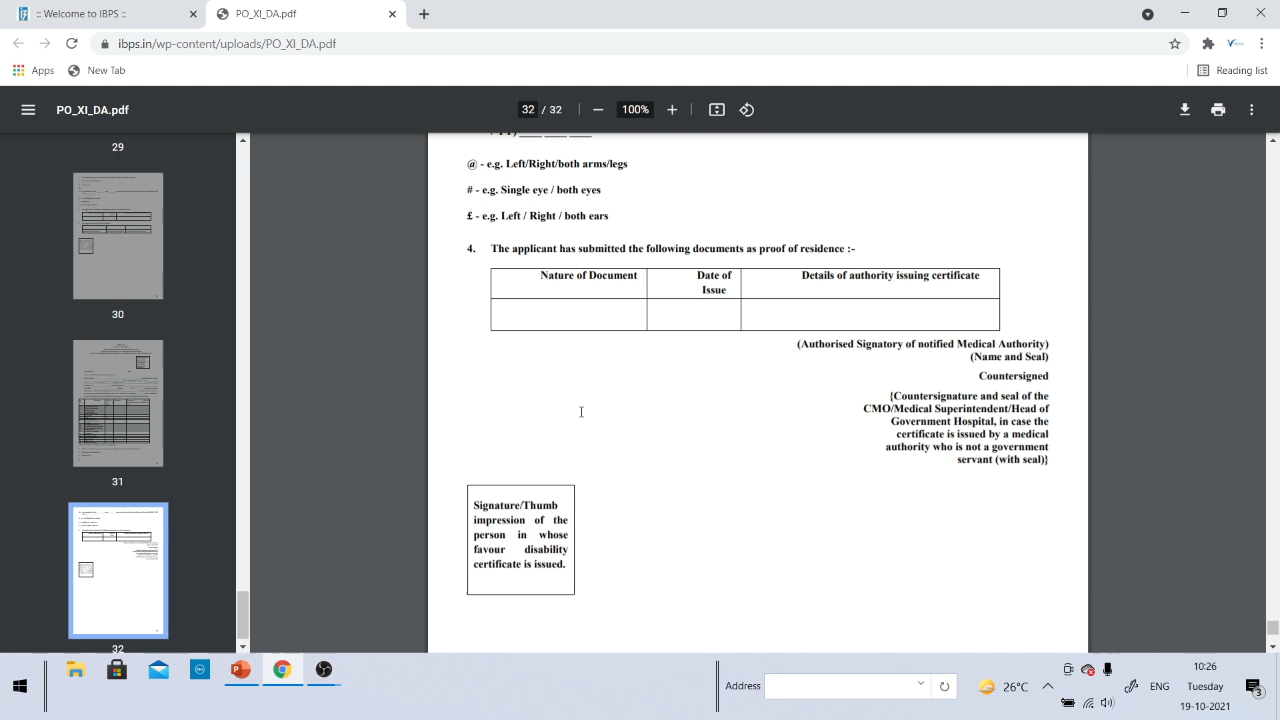 :: Welcome to IBPS ::
PO_XI_DA.pdf
ibps.in/wp-content/uploads/PO_XI_DA.pdf
Apps
New Tab
Reading list
PO_XI_DA.pdf
32 / 32
100%
29
30
31
32
@ - e.g. Left/Right/both arms/legs
# - e.g. Single eye / both eyes
£ - e.g. Left / Right / both ears
4. The applicant has submitted the following documents as proof of residence :-
Nature of Document
Date of
Issue
Details of authority issuing certificate
(Authorised Signatory of notified Medical Authority)
(Name and Seal)
Countersigned
{Countersignature and seal of the
CMO/Medical Superintendent/Head of
Government Hospital, in case the
certificate is issued by a medical
authority who is not a government
servant (with seal)}
Signature/Thumb
impression of the
person in whose
favour disability
certificate is issued.
Address
26°C
ENG
10:26
Tuesday
19-10-2021
3